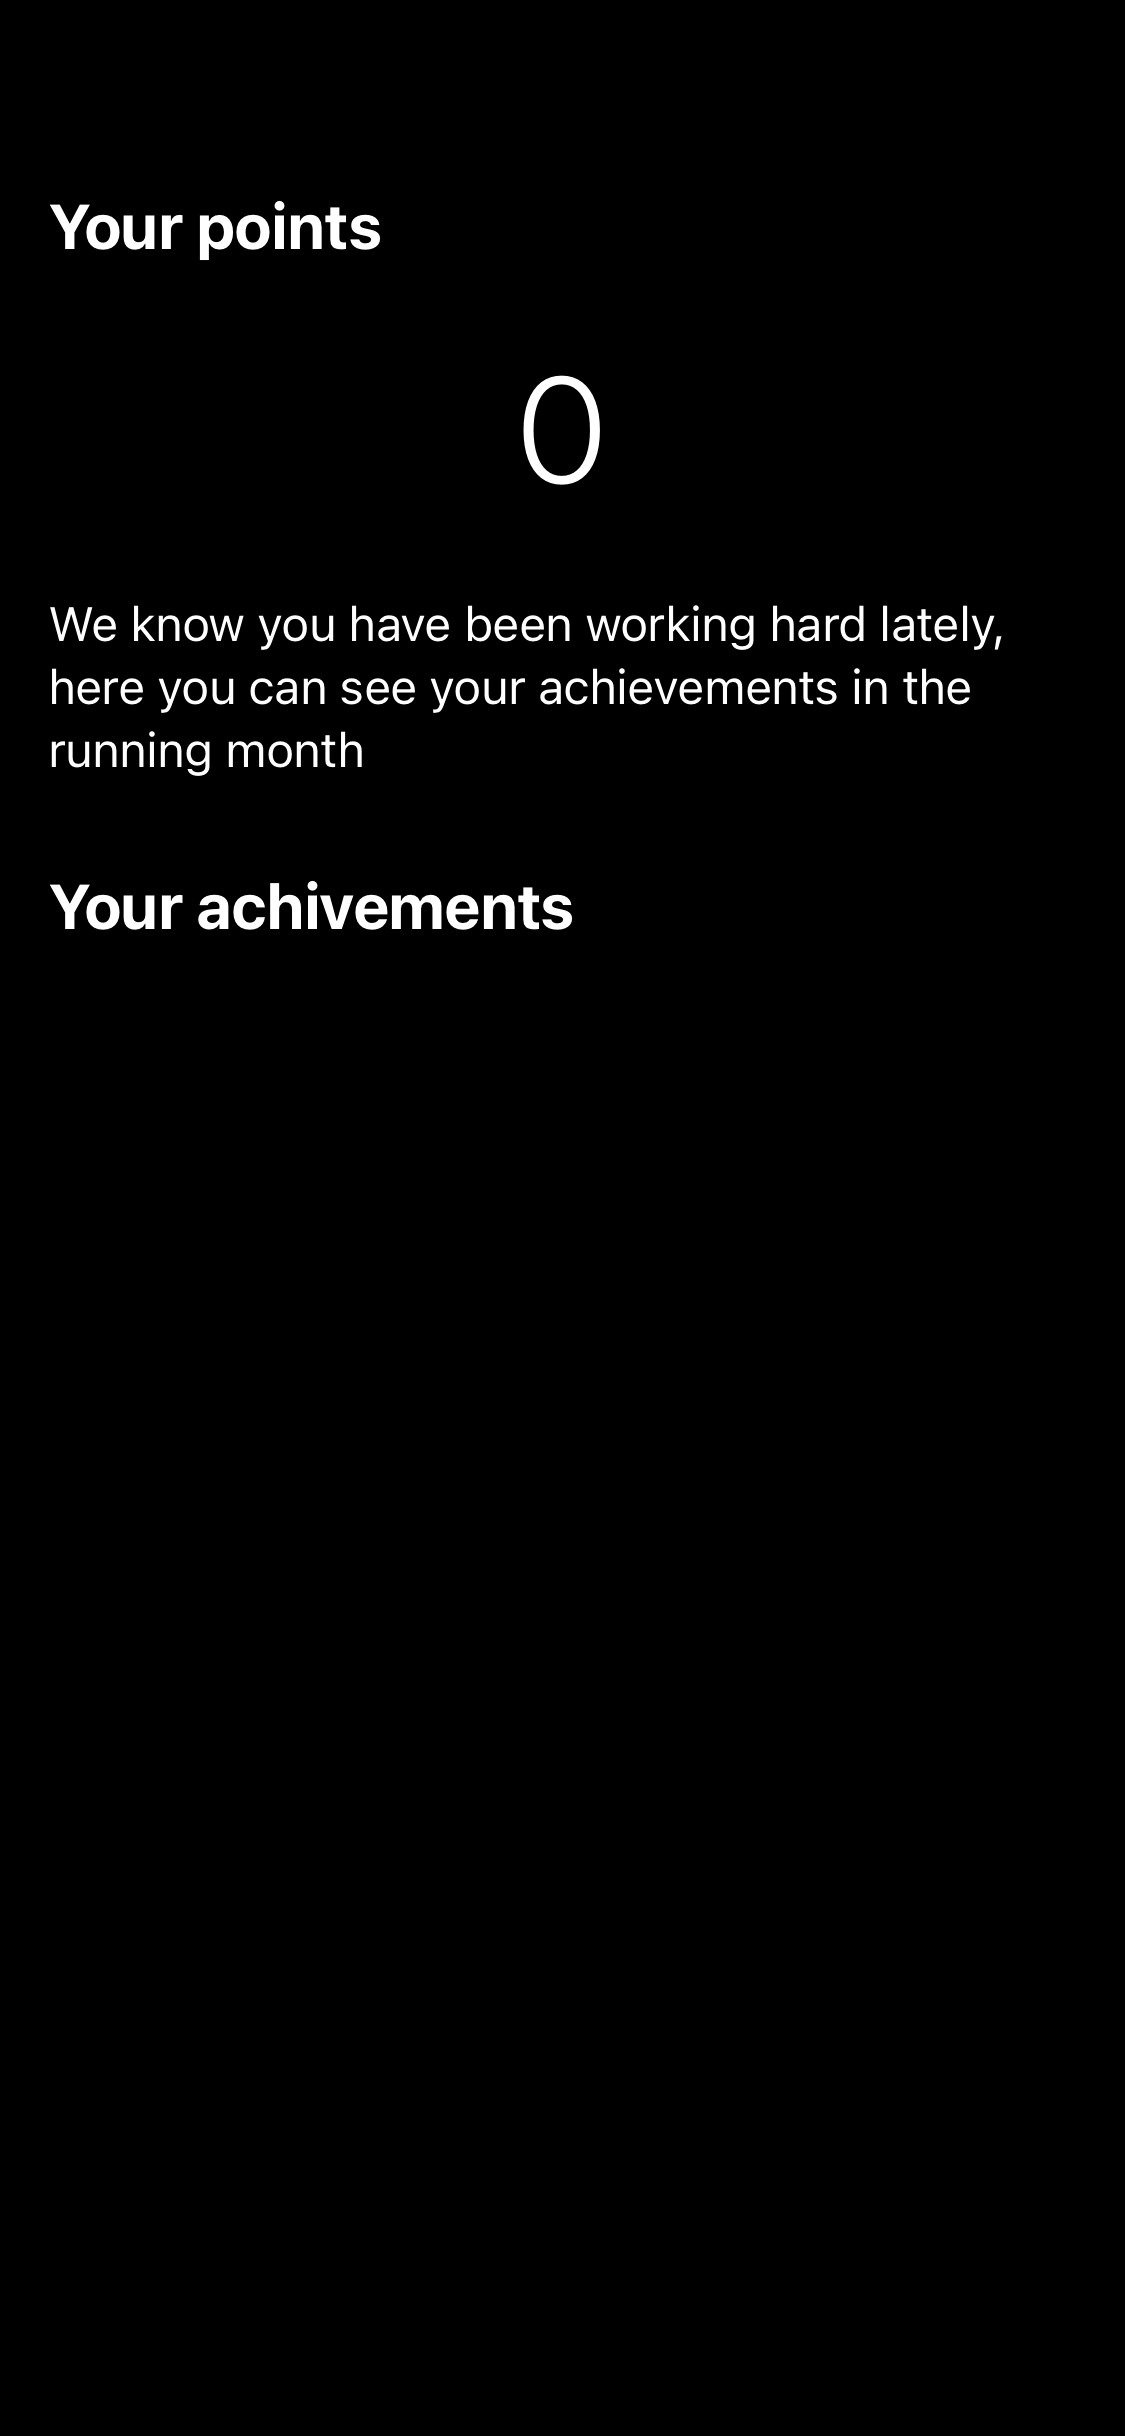 Your points
0
We know you have been working hard lately,
here you can see your achievements in the
running month
Your achivements